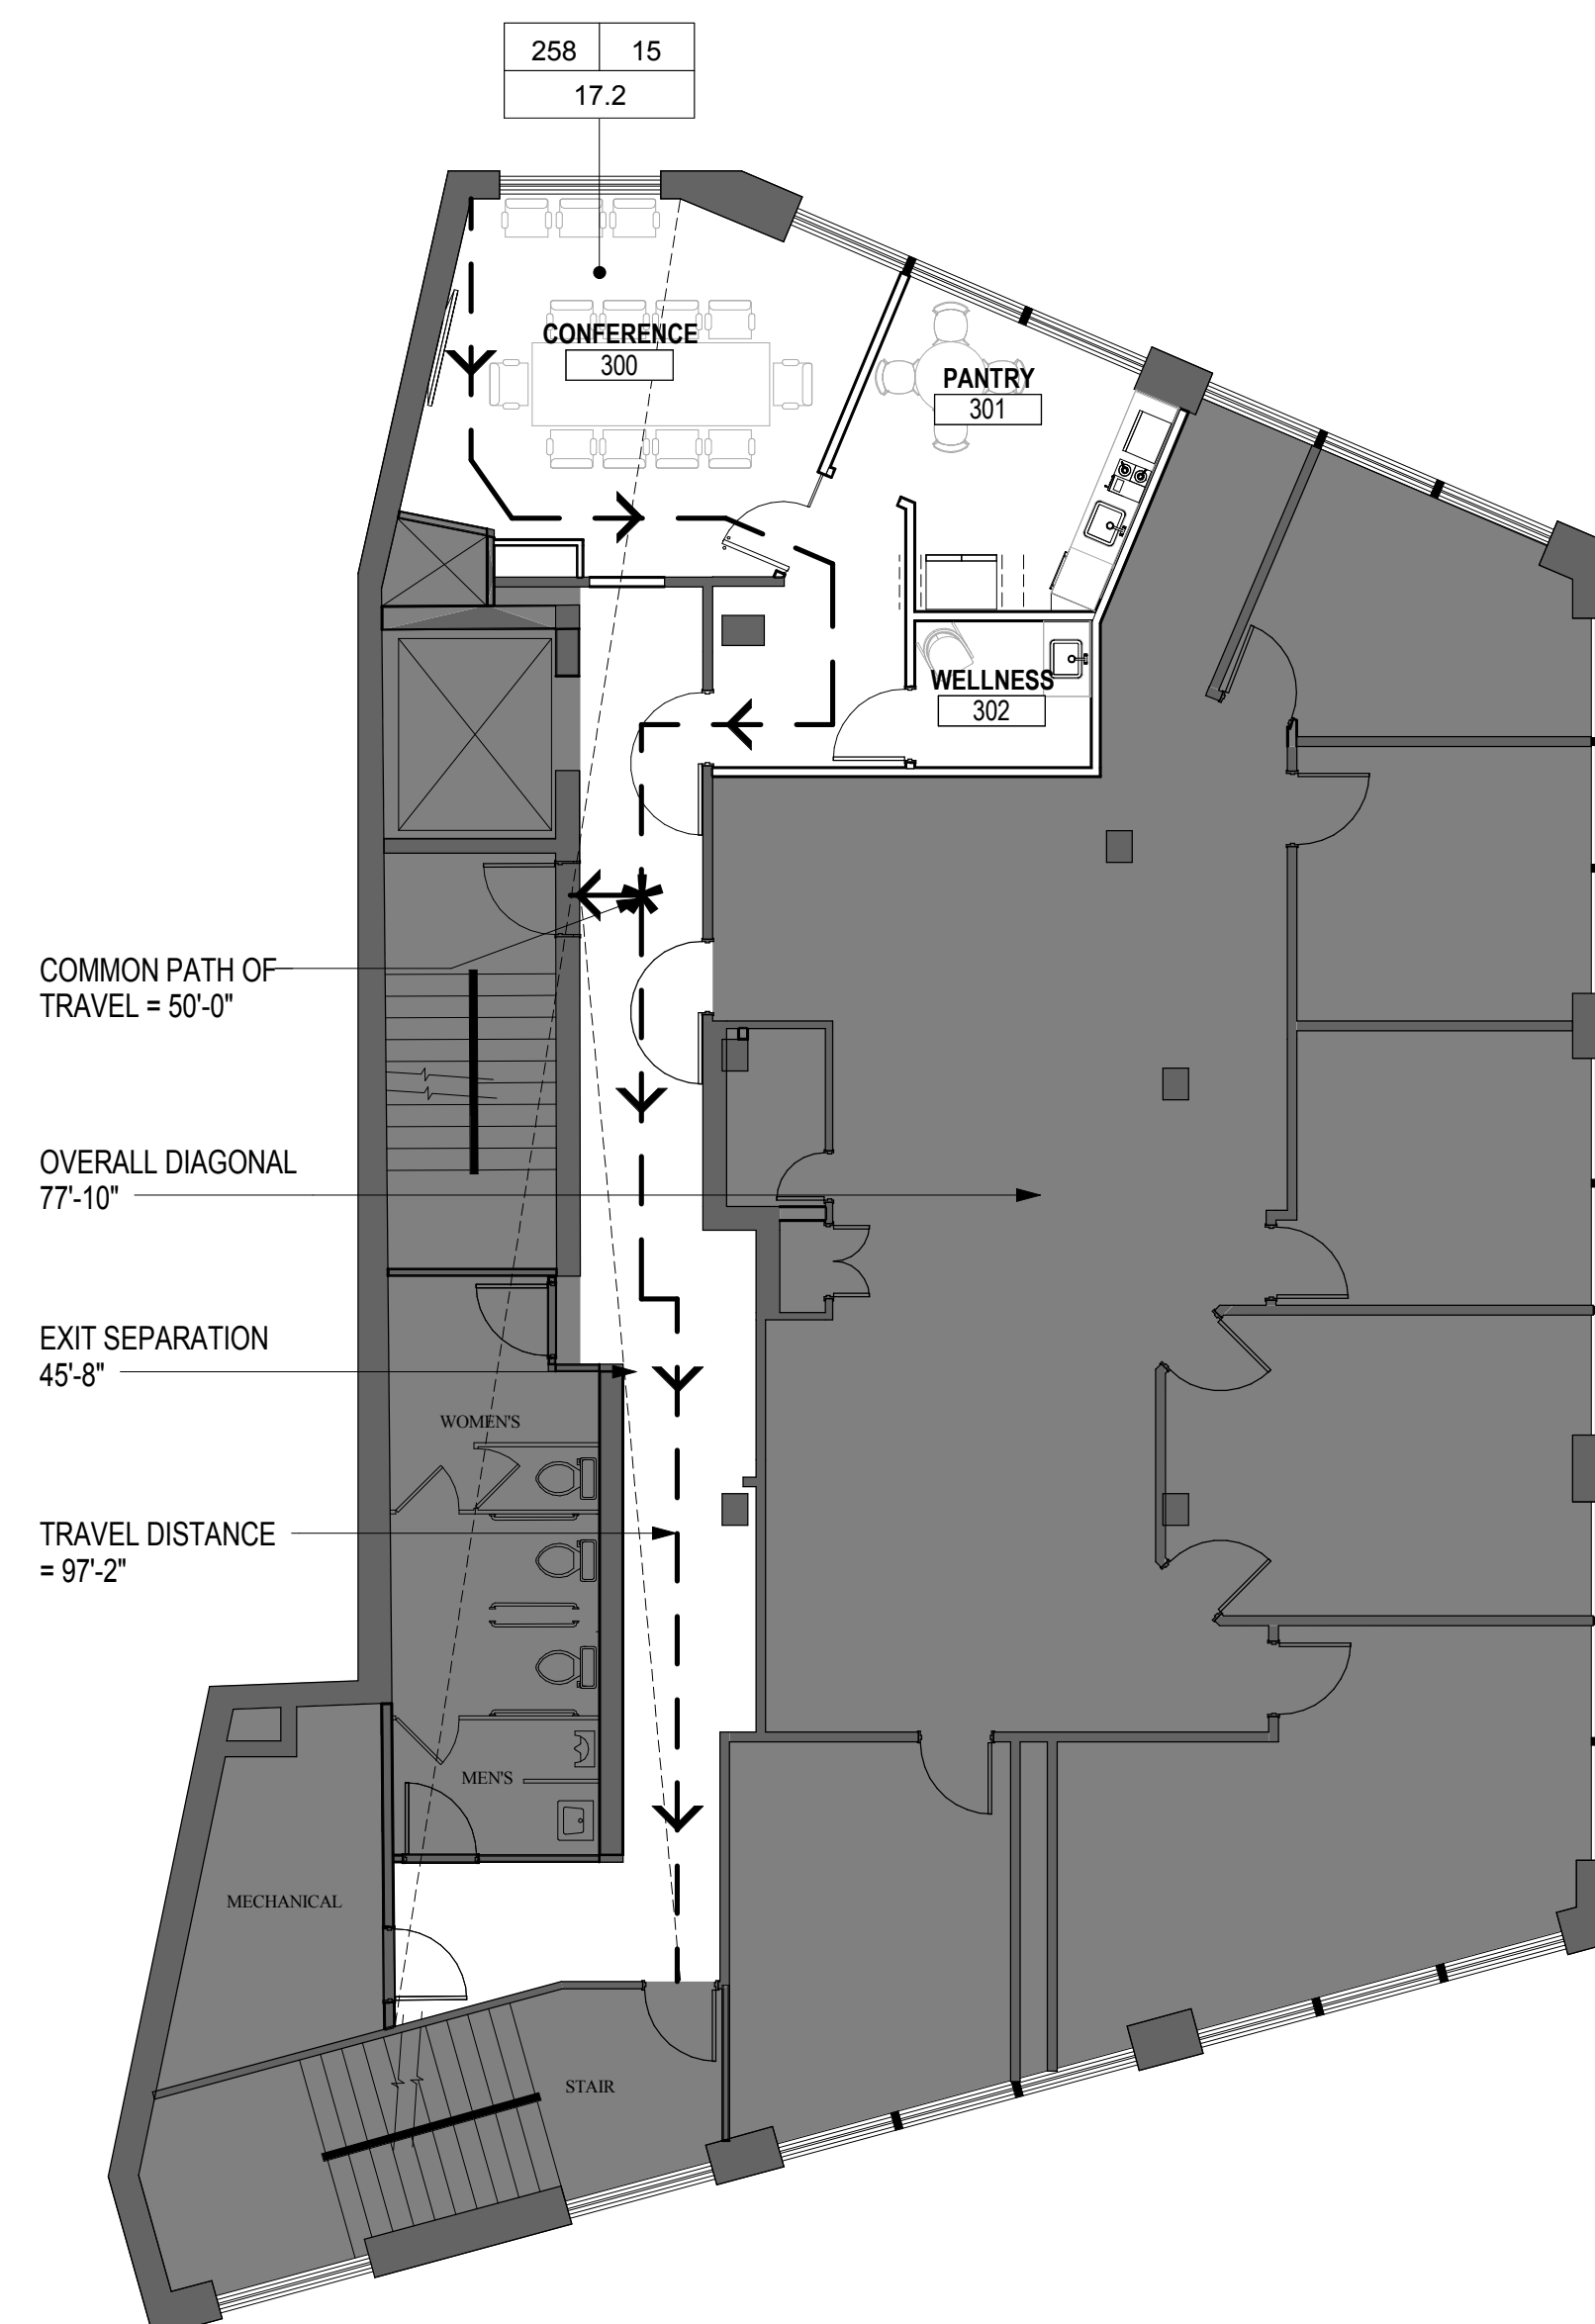 258 15
17.2
CONFERENCE
300
PANTRY
301
WELLNESS
302
COMMON PATH OF
TRAVEL = 50'-0"
OVERALL DIAGONAL
77'-10"
EXIT SEPARATION
45'-8"
WOMEN'S
TRAVEL DISTANCE
= 97'-2"
MEN'S
MECHANICAL
STAIR